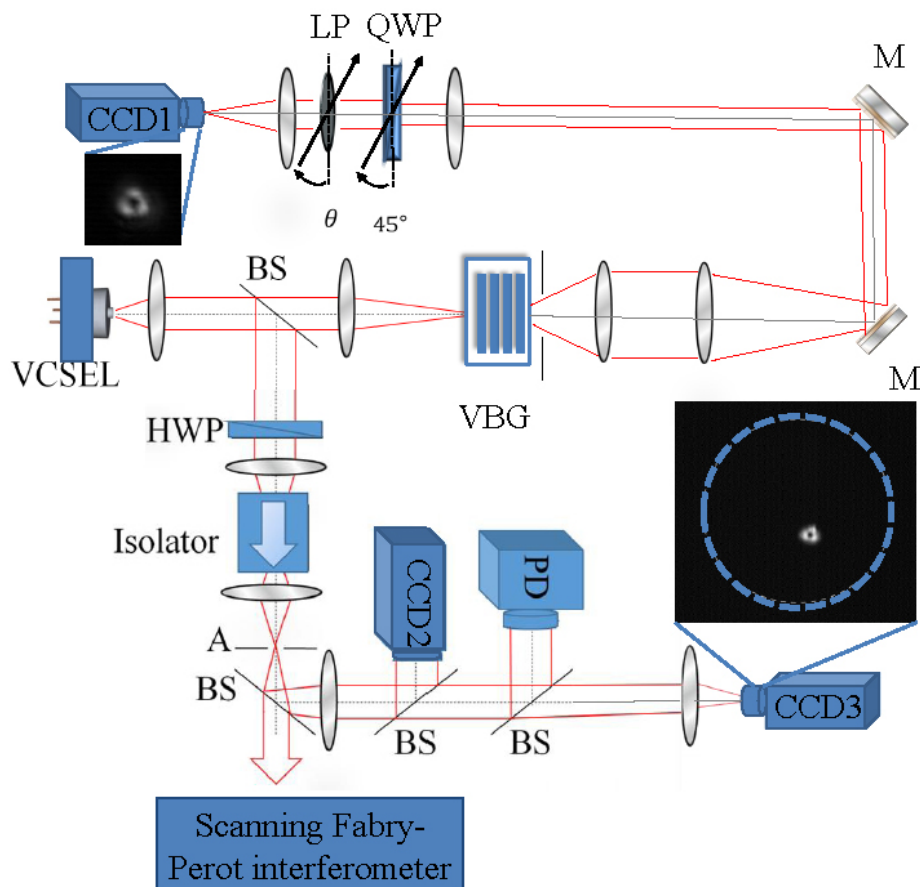 LP QWP
M
CCD1
θ 45°
BS
VCSEL
M
VBG
HWP
Isolator
CCD2
PD
A
BS
CCD3
BS BS
Scanning Fabry-
Perot interferometer